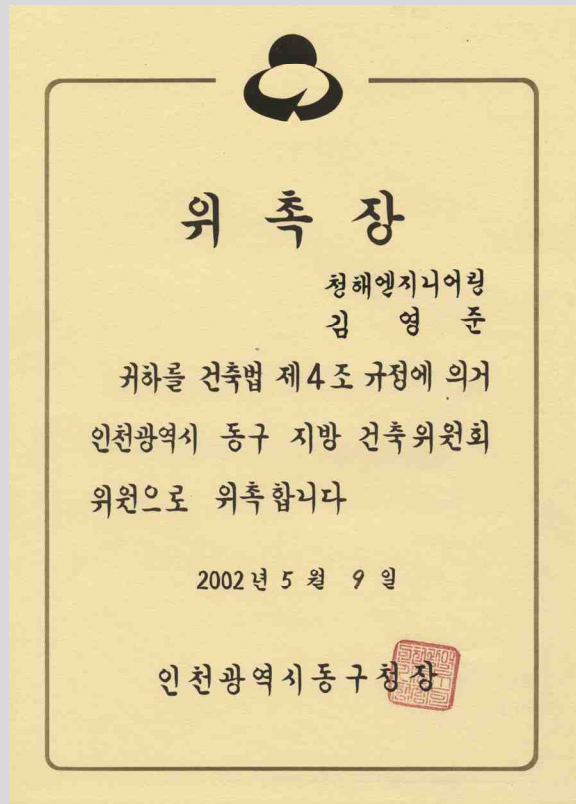 위 촉 장
청해엔지니어링
김 영 준
귀하를 건축법 제4조 규정에 의거
인천광역시 동구 지방 건축위원회
위원으로 위촉합니다
2002년 5월 9일
인천광역시동구청장